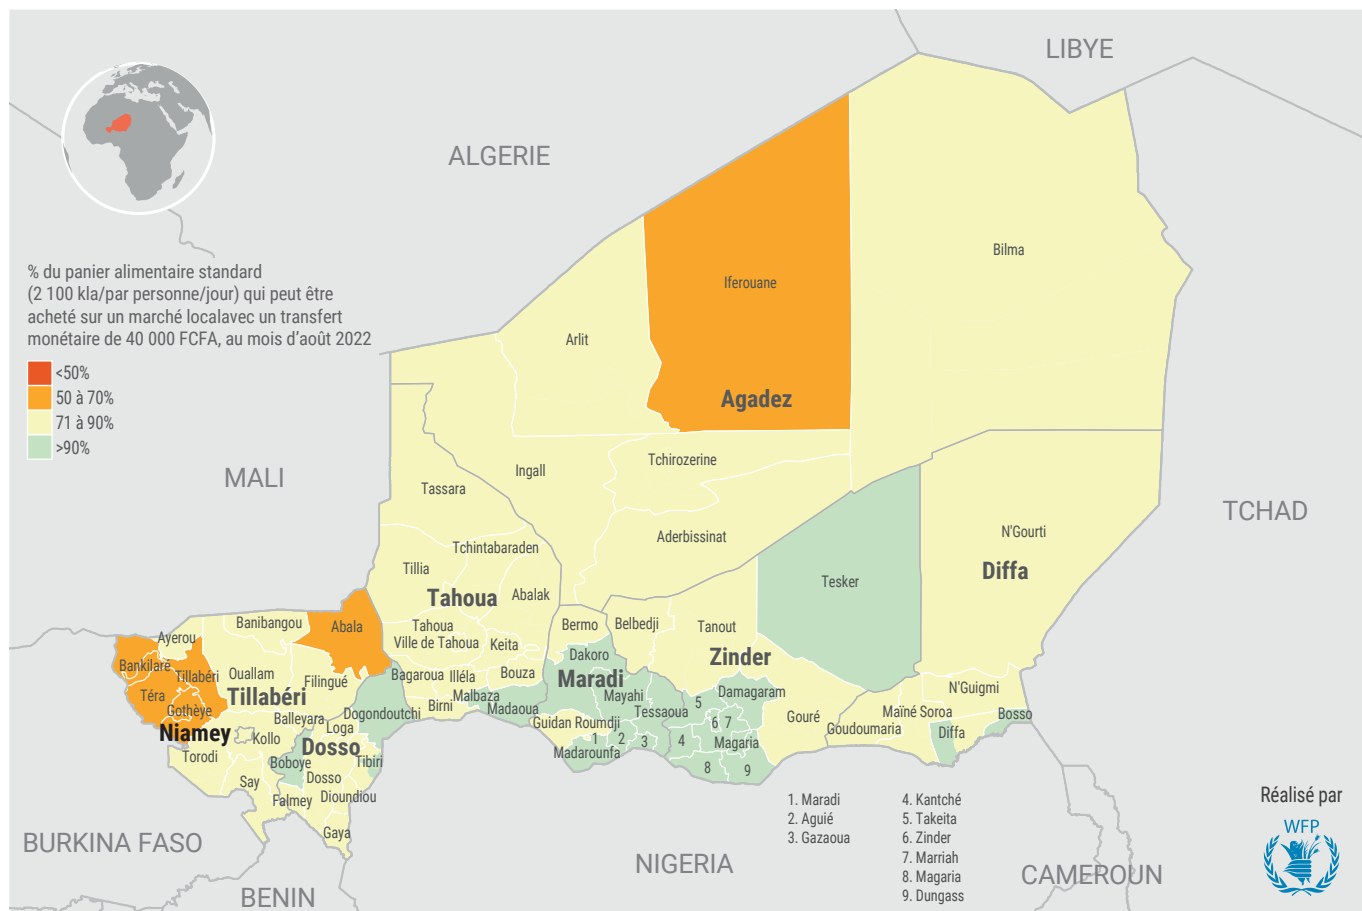 LIBYE
ALGERIE
MALI
TCHAD
BURKINA FASO
BENIN
NIGERIA
CAMEROUN
% du panier alimentaire standard
(2 100 kla/par personne/jour) qui peut être
acheté sur un marché localavec un transfert
monétaire de 40 000 FCFA, au mois d'août 2022
<50%
50 à 70%
71 à 90%
>90%
Bilma
Iferouane
Arlit
Agadez
Tchirozerine
Ingall
Tassara
Aderbissinat
N'Gourti
Tchintabaraden
Tillia
Tesker
Diffa
Tahoua
Abalak
Banibangou
Abala
Tahoua
Ville de Tahoua
Keita
Bermo
Belbedji
Tanout
Ayerou
Bankilaré
Tillabéri
Ouallam
Filingué
Bagaroua
Illéla
Bouza
Dakoro
Zinder
Maradi
Téra
Gothèye
Tillabéri
Balleyara
Dogondoutchi
Birni
Malbaza
Madaoua
Mayahi
Tessaoua
Damagaram
N'Guigmi
Niamey
Kollo
Loga
Guidan Roumdji
Gouré
Maïné Soroa
Goudoumaria
Diffa
Bosso
Torodi
Dosso
Boboye
Tibiri
Madarounfa
Magaria
1
2
3
4
5
6
7
8
9
Say
Dosso
Falmey
Dioundiou
Gaya
1. Maradi
2. Aguié
3. Gazaoua
4. Kantché
5. Takeita
6. Zinder
7. Marriah
8. Magaria
9. Dungass
Réalisé par
WFP